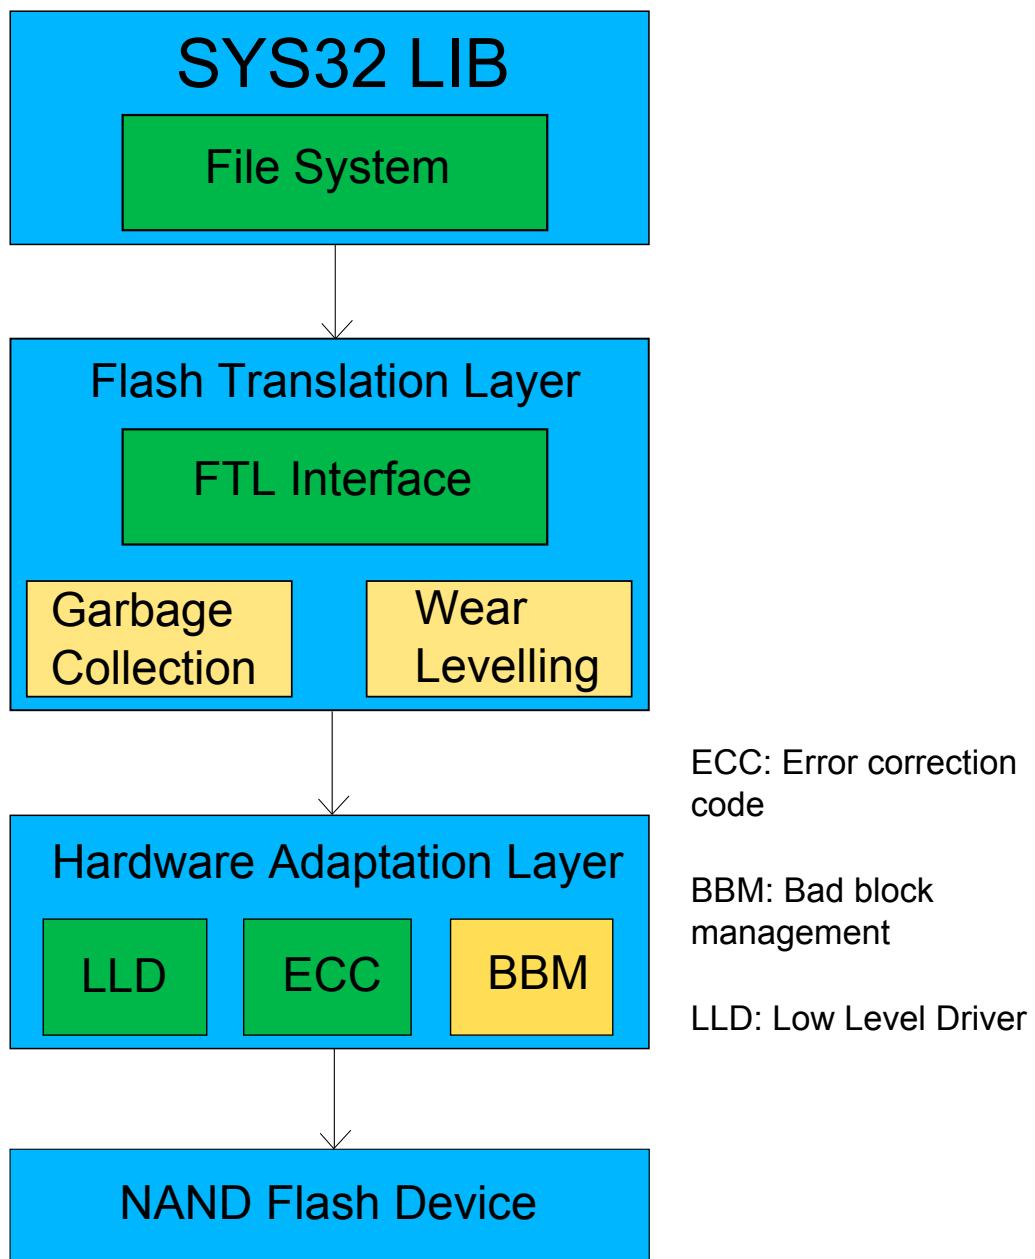 SYS32 LIB
File System
Flash Translation Layer
FTL Interface
Garbage
Collection
Wear
Levelling
ECC: Error correction
code
Hardware Adaptation Layer
LLD
ECC
BBM
BBM: Bad block
management
LLD: Low Level Driver
NAND Flash Device